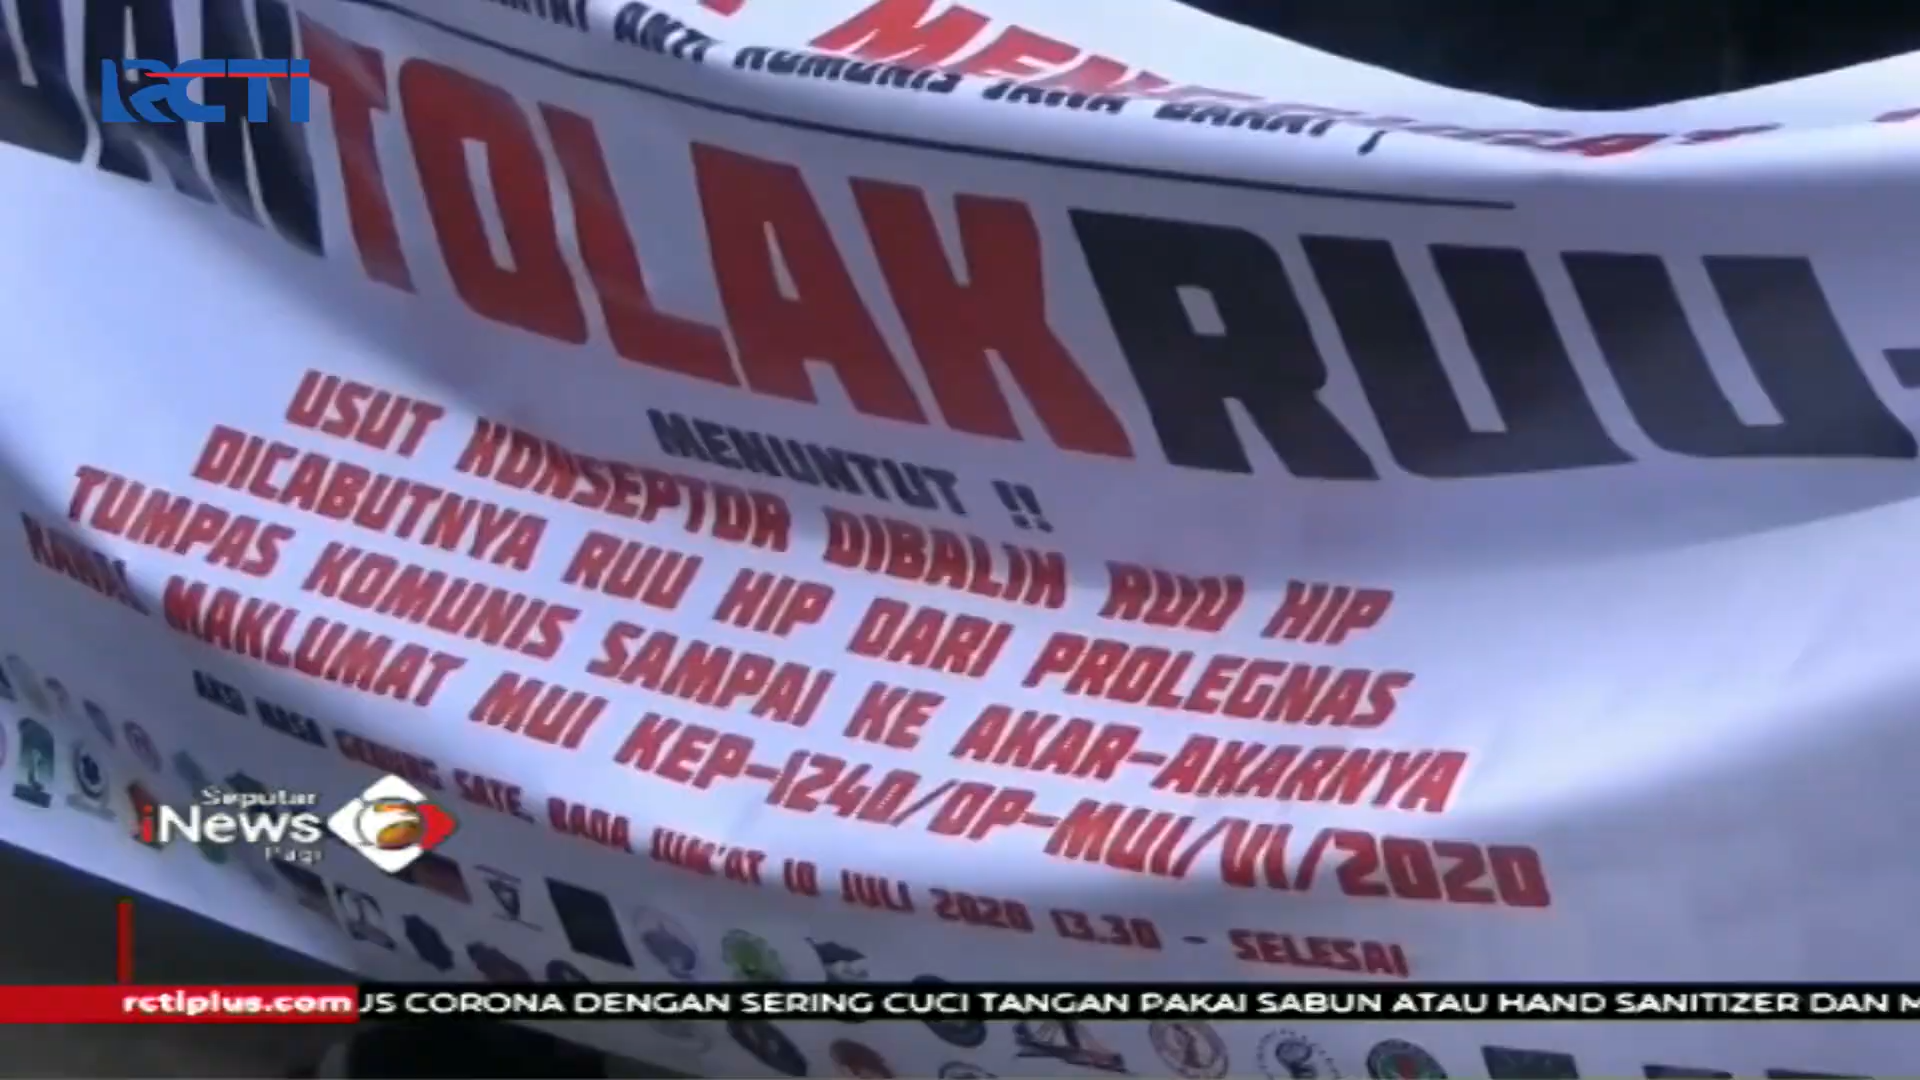 RCTI
ANTI KOMUNIS JAWA BARAT
TOLAK RUU-
MENUNTUT !!
USUT KONSEPTOR DIBALIK RUU HIP
DICABUTNYA RUU HIP DARI PROLEGNAS
TUMPAS KOMUNIS SAMPAI KE AKAR-AKARNYA
MAKLUMAT MUI KEP-1240/DP-MUI/VI/2020
AKSI MASA GEDUNG SATE, PADA JUM'AT 10 JULI 2020 13.30 - SELESAI
Seputar
iNews
Pagi
rctiplus.com US CORONA DENGAN SERING CUCI TANGAN PAKAI SABUN ATAU HAND SANITIZER DAN M